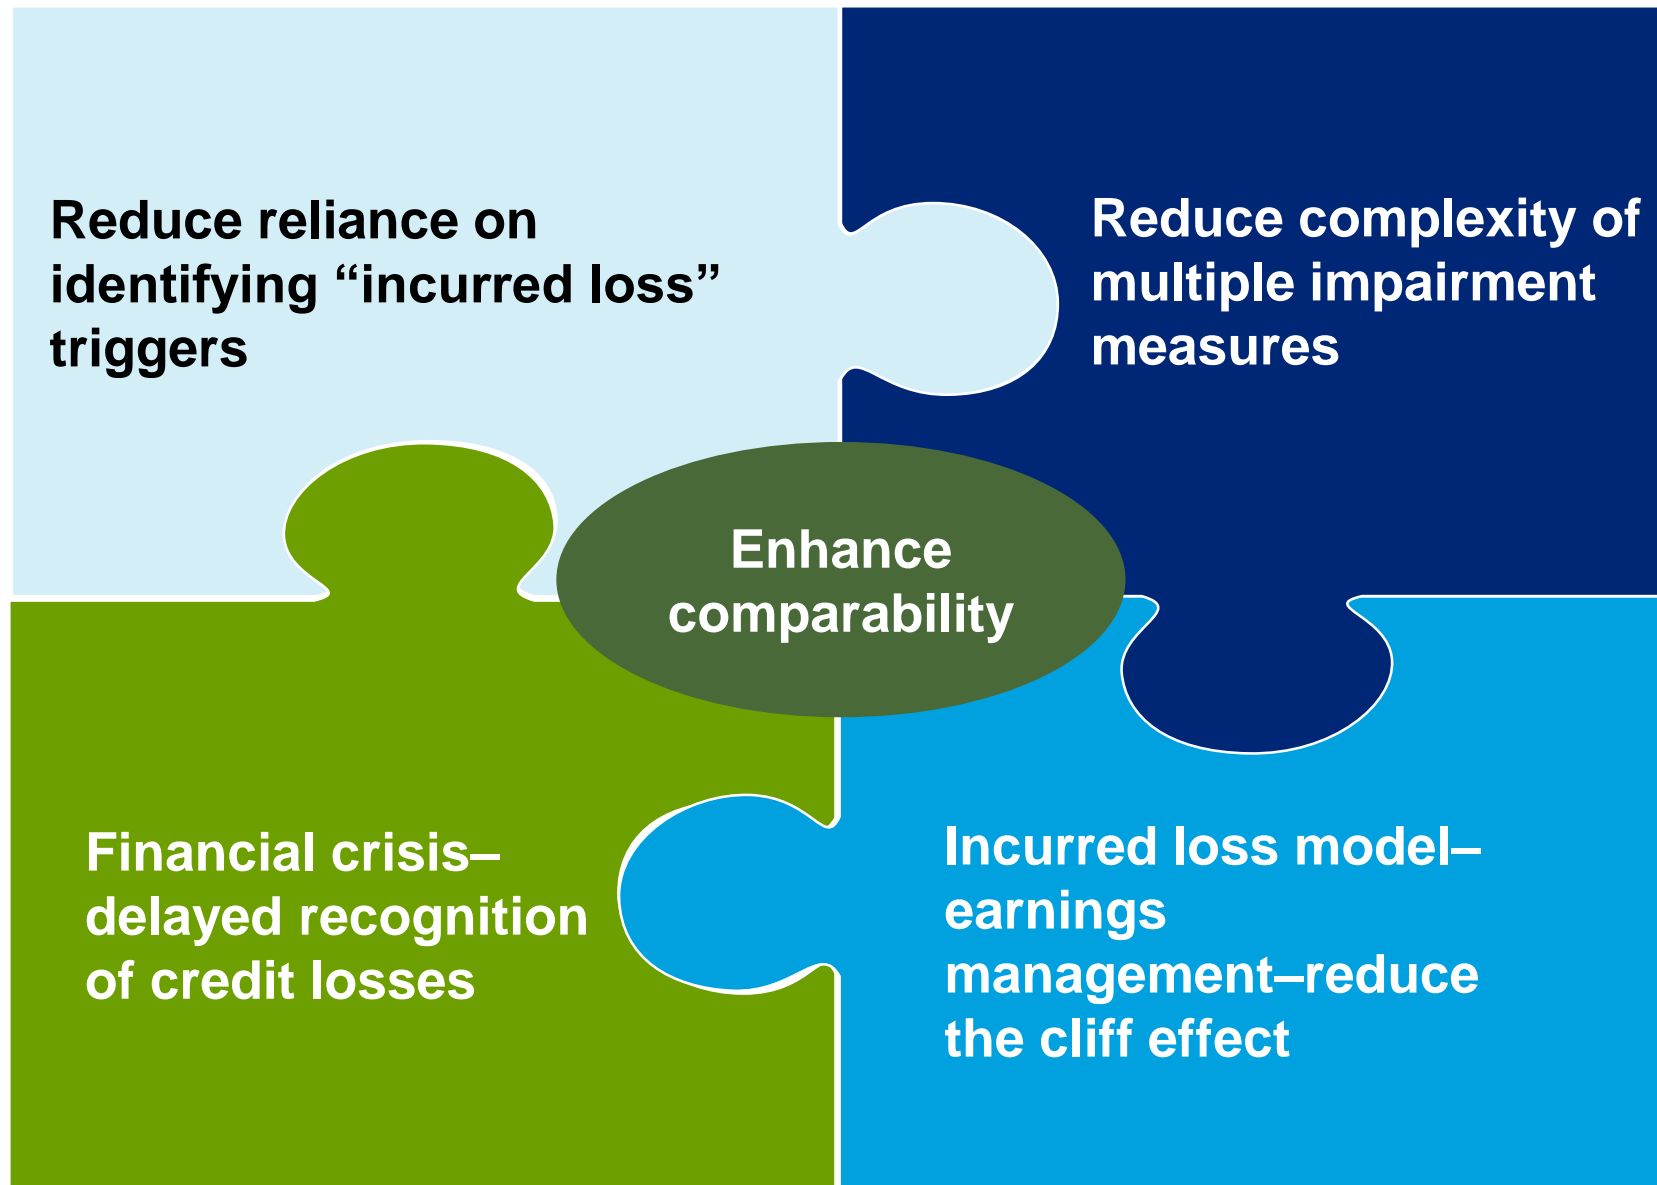 Reduce reliance on
identifying “incurred loss”
triggers
Reduce complexity of
multiple impairment
measures
Enhance
comparability
Financial crisis–
delayed recognition
of credit losses
Incurred loss model–
earnings
management–reduce
the cliff effect